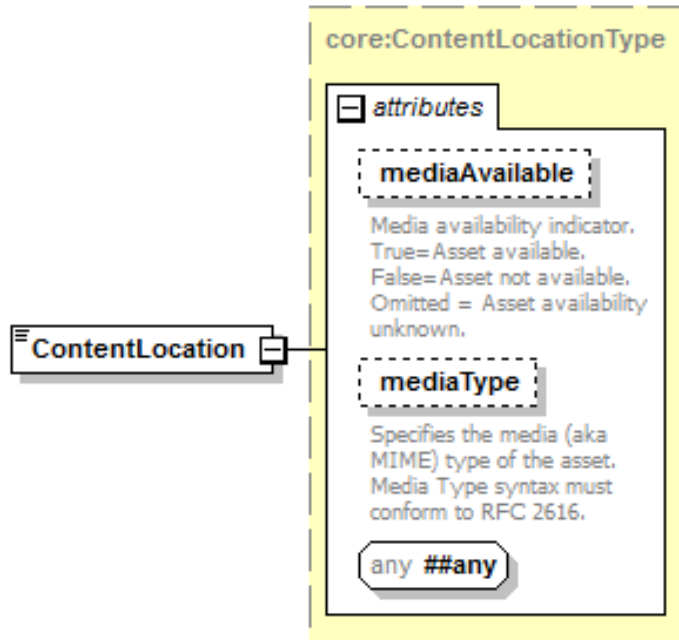 core:ContentLocationType
attributes
mediaAvailable
Media availability indicator.
True=Asset available.
False=Asset not available.
Omitted = Asset availability
unknown.
ContentLocation
mediaType
Specifies the media (aka
MIME) type of the asset.
Media Type syntax must
conform to RFC 2616.
any ##any